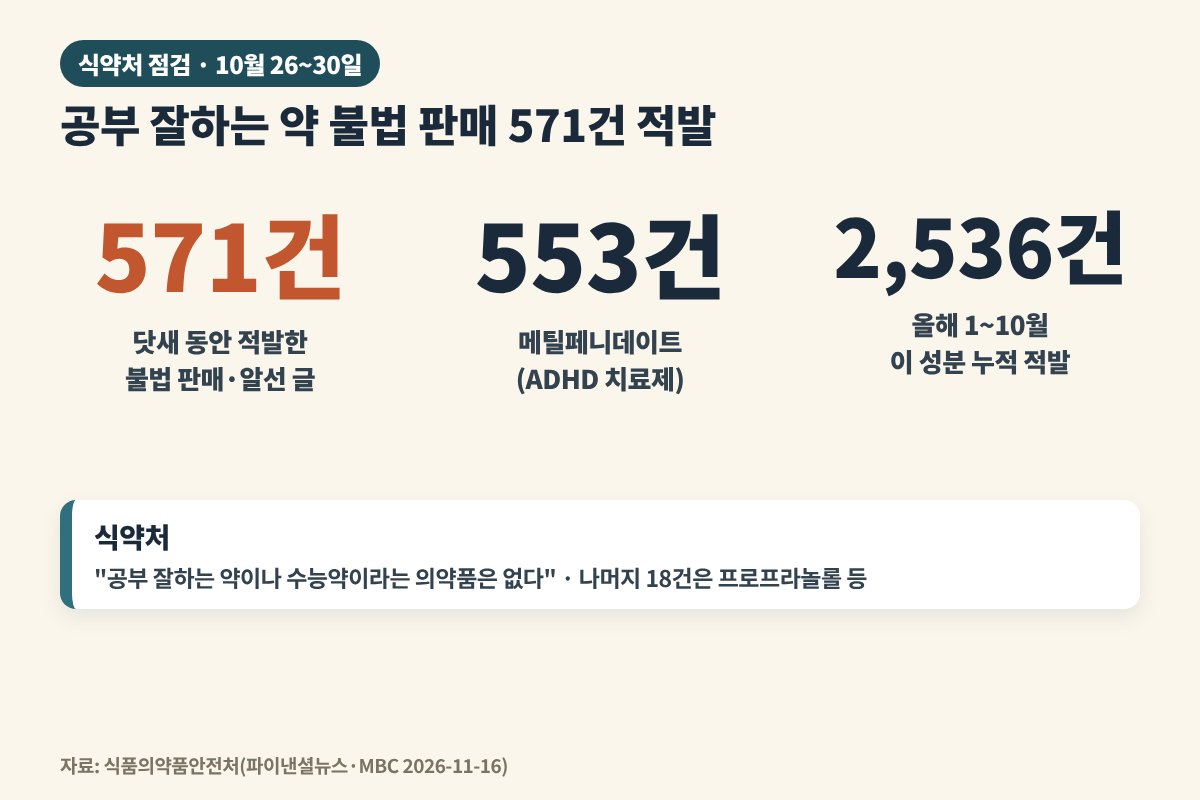 식약처 점검 · 10월 26~30일
공부 잘하는 약 불법 판매 571건 적발
571건
닷새 동안 적발한
불법 판매·알선 글
553건
메틸페니데이트
(ADHD 치료제)
2,536건
올해 1~10월
이 성분 누적 적발
식약처
"공부 잘하는 약이나 수능약이라는 의약품은 없다" · 나머지 18건은 프로프라놀롤 등
자료: 식품의약품안전처(파이낸셜뉴스·MBC 2026-11-16)